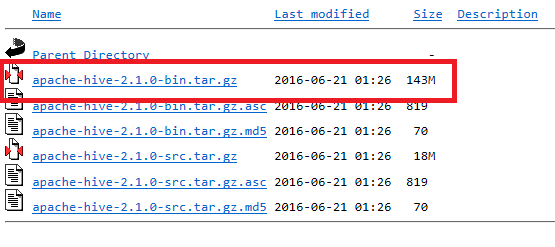 Name Last modified Size Description
Parent Directory -
apache-hive-2.1.0-bin.tar.gz 2016-06-21 01:26 143M
apache-hive-2.1.0-bin.tar.gz.asc 2016-06-21 01:26 819
apache-hive-2.1.0-bin.tar.gz.md5 2016-06-21 01:26 70
apache-hive-2.1.0-src.tar.gz 2016-06-21 01:26 18M
apache-hive-2.1.0-src.tar.gz.asc 2016-06-21 01:26 819
apache-hive-2.1.0-src.tar.gz.md5 2016-06-21 01:26 70